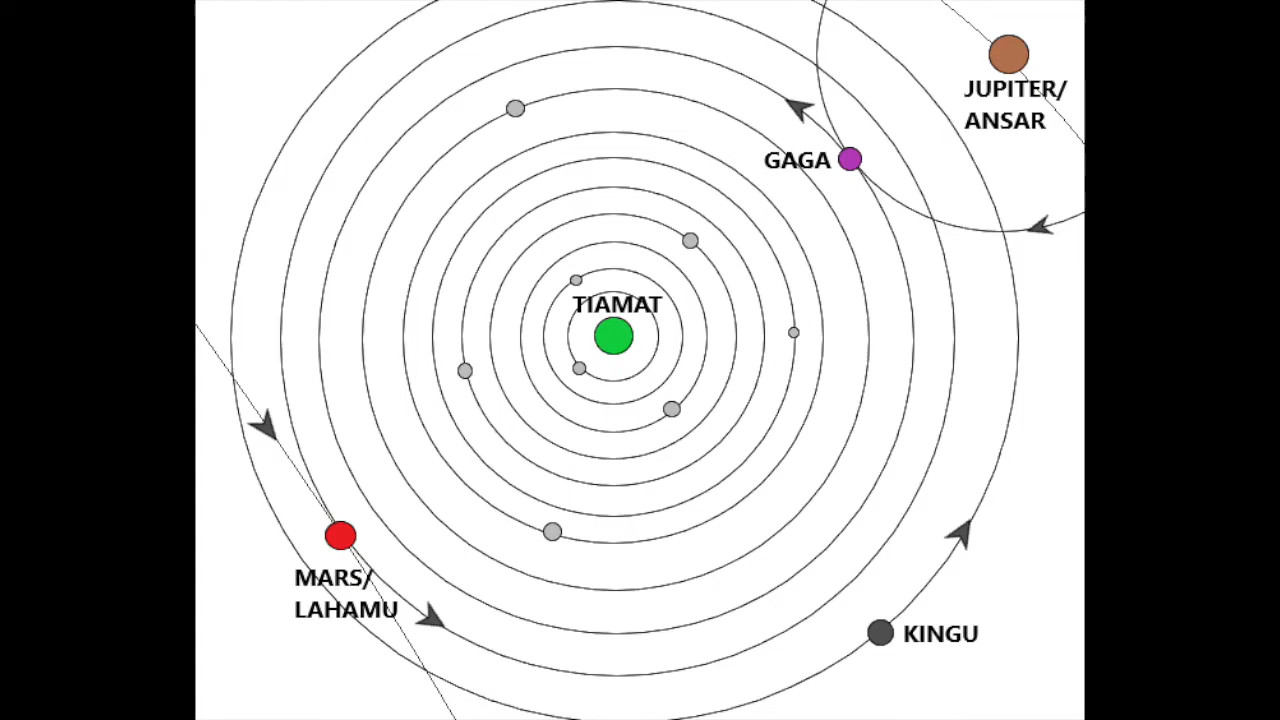 JUPITER/
ANSAR
GAGA
TIAMAT
MARS/
LAHAMU
KINGU